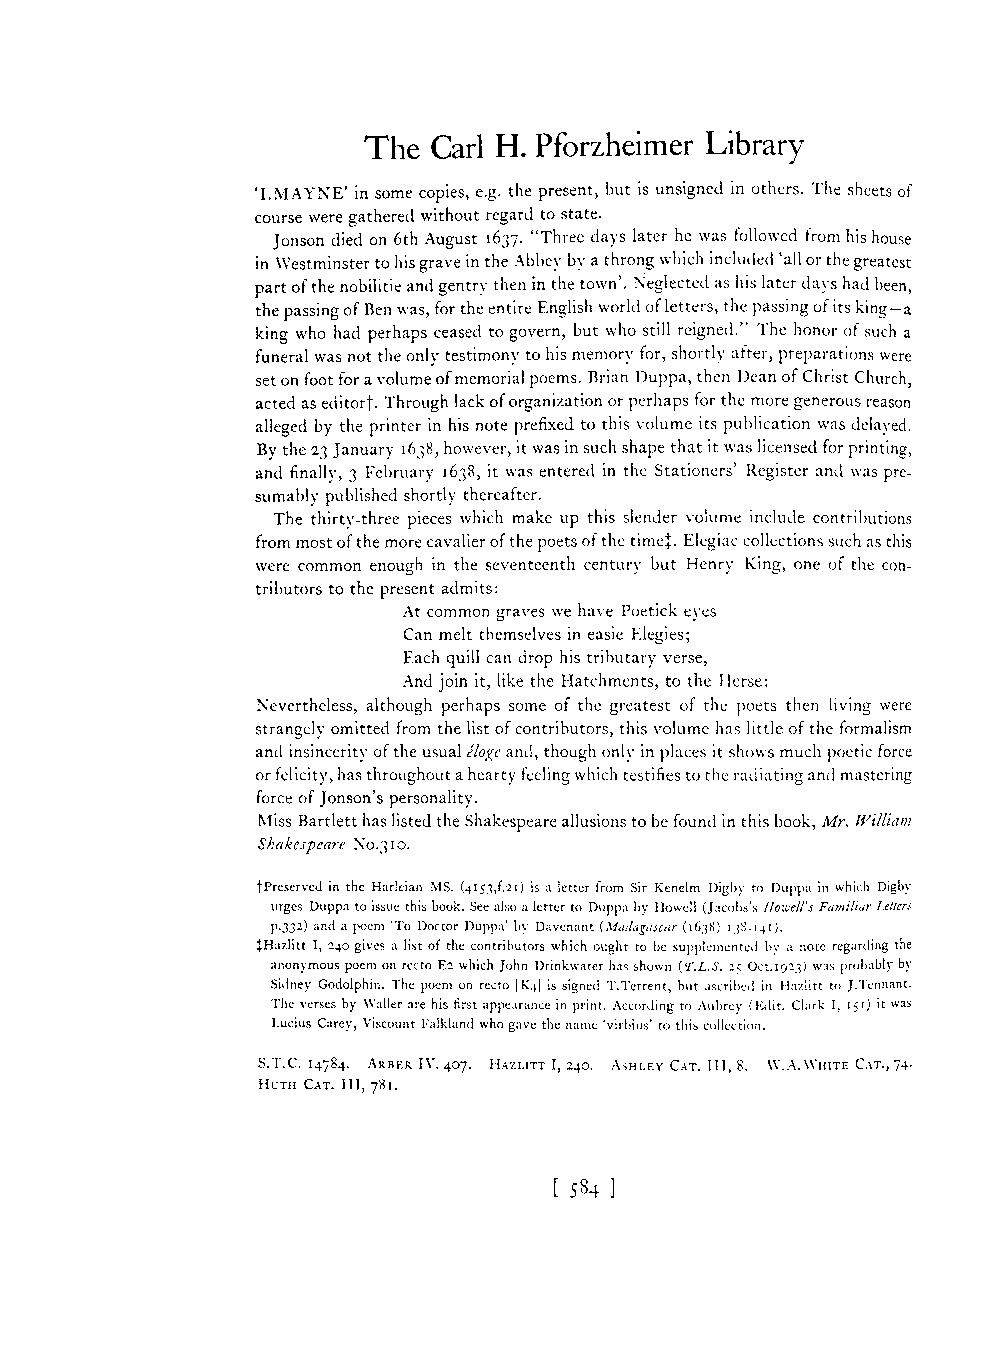 The Carl H. Pforzheimer Library
'I.MAYNE' in some copies, e.g. the present, but is unsigned in others. The sheets of
course were gathered without regard to state.
Jonson died on 6th August 1637. "Three days later he was followed from his house
in Westminster to his grave in the Abbey by a throng which included 'all or the greatest
part of the nobilitie and gentry then in the town'. Neglected as his later days had been,
the passing of Ben was, for the entire English world of letters, the passing of its king—a
king who had perhaps ceased to govern, but who still reigned." The honor of such a
funeral was not the only testimony to his memory for, shortly after, preparations were
set on foot for a volume of memorial poems. Brian Duppa, then Dean of Christ Church,
acted as editor†. Through lack of organization or perhaps for the more generous reason
alleged by the printer in his note prefixed to this volume its publication was delayed.
By the 23 January 1638, however, it was in such shape that it was licensed for printing,
and finally, 3 February 1638, it was entered in the Stationers' Register and was pre-
sumably published shortly thereafter.
The thirty-three pieces which make up this slender volume include contributions
from most of the more cavalier of the poets of the time‡. Elegiac collections such as this
were common enough in the seventeenth century but Henry King, one of the con-
tributors to the present admits:
At common graves we have Poetick eyes
Can melt themselves in easie Elegies;
Each quill can drop his tributary verse,
And join it, like the Hatchments, to the Herse:
Nevertheless, although perhaps some of the greatest of the poets then living were
strangely omitted from the list of contributors, this volume has little of the formalism
and insincerity of the usual éloge and, though only in places it shows much poetic force
or felicity, has throughout a hearty feeling which testifies to the radiating and mastering
force of Jonson's personality.
Miss Bartlett has listed the Shakespeare allusions to be found in this book, Mr. William
Shakespeare No.310.
†Preserved in the Harleian MS. (4153,f.21) is a letter from Sir Kenelm Digby to Duppa in which Digby
urges Duppa to issue this book. See also a letter to Duppa by Howell (Jacobs's Howell's Familiar Letters
p.332) and a poem 'To Doctor Duppa' by Davenant (Madagascar (1638) 138-141).
‡Hazlitt I, 240 gives a list of the contributors which ought to be supplemented by a note regarding the
anonymous poem on recto E2 which John Drinkwater has shown (T.L.S. 25 Oct.1923) was probably by
Sidney Godolphin. The poem on recto [K4] is signed T.Terrent, but ascribed in Hazlitt to J.Tennant.
The verses by Waller are his first appearance in print. According to Aubrey (Edit. Clark I, 151) it was
Lucius Carey, Viscount Falkland who gave the name 'virbius' to this collection.
S.T.C. 14784. Arber IV. 407. Hazlitt I, 240. Ashley Cat. III, 8. W.A.White Cat., 74.
Huth Cat. III, 781.
[ 584 ]